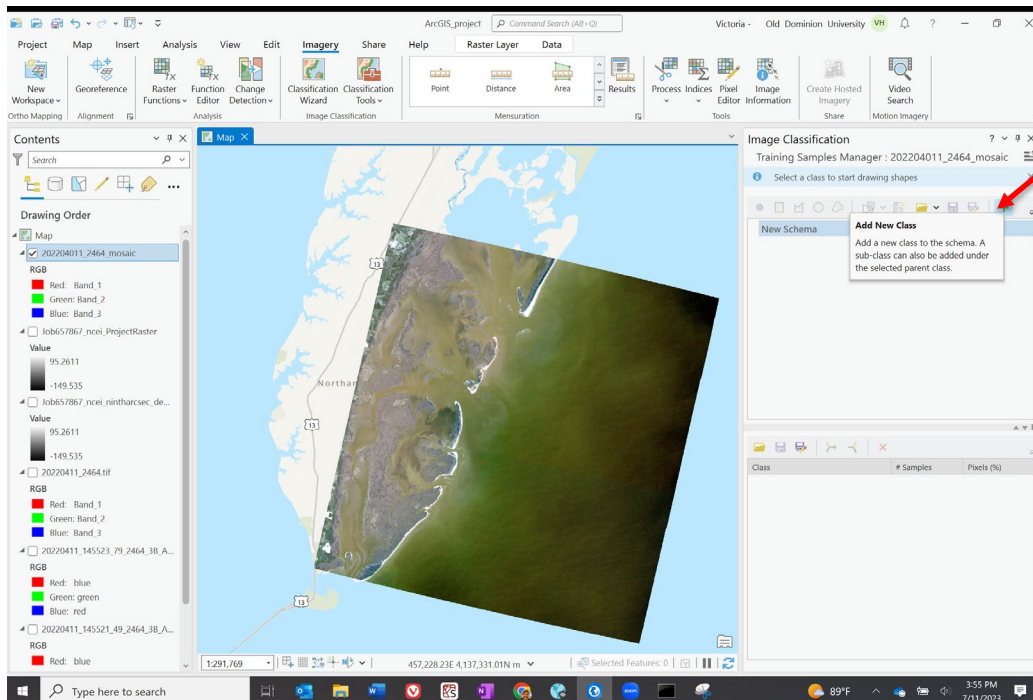 ArcGIS_project
Command Search (Alt+Q)
Victoria - Old Dominion University
VH
?
Project
Map
Insert
Analysis
View
Edit
Imagery
Share
Help
Raster Layer
Data
New Workspace
Georeference
Raster Functions
Function Editor
Change Detection
Classification Wizard
Classification Tools
Point
Distance
Area
Results
Process
Indices
Pixel Editor
Image Information
Create Hosted Imagery
Video Search
Ortho Mapping
Alignment
Analysis
Image Classification
Mensuration
Tools
Share
Motion Imagery
Contents
Search
Drawing Order
Map
202204011_2464_mosaic
RGB
Red: Band_1
Green: Band_2
Blue: Band_3
Job657867_ncei_ProjectRaster
Value
95.2611
-149.535
Job657867_ncei_nintharcsec_de...
Value
95.2611
-149.535
20220411_2464.tif
RGB
Red: Band_1
Green: Band_2
Blue: Band_3
20220411_145523_79_2464_3B_A...
RGB
Red: blue
Green: green
Blue: red
20220411_145521_49_2464_3B_A...
RGB
Red: blue
Map
13
Northan
13
13
1:291,769
457,228.23E 4,137,331.01N m
Selected Features: 0
Image Classification
?
Training Samples Manager : 202204011_2464_mosaic
Select a class to start drawing shapes
New Schema
Add New Class
Add a new class to the schema. A
sub-class can also be added under
the selected parent class.
Class
# Samples
Pixels (%)
Type here to search
89°F
3:55 PM
7/11/2023